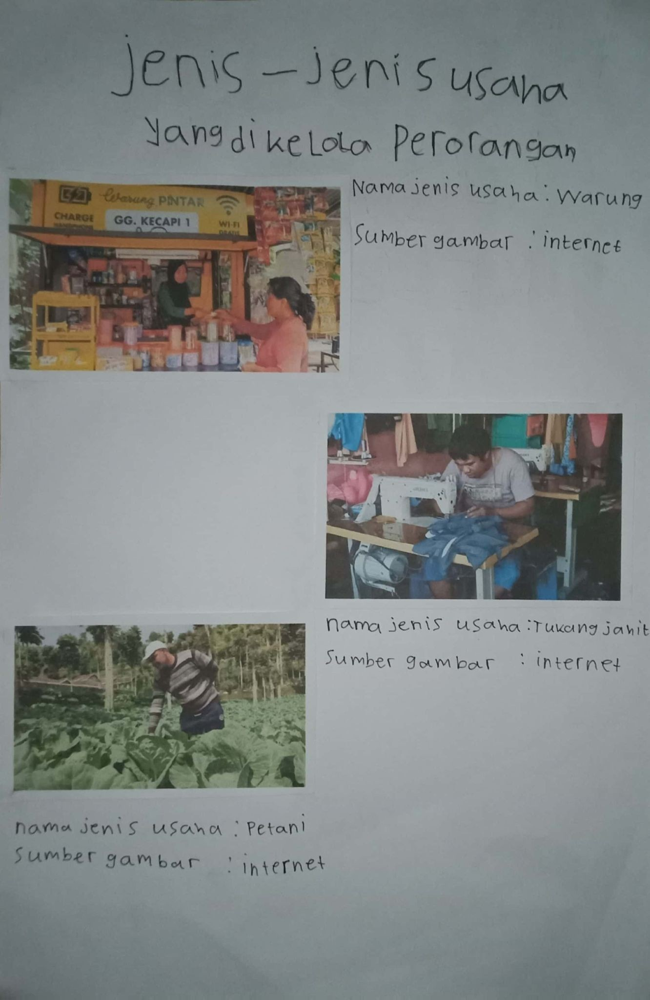 jenis - jenis usaha
yang dikelola Perorangan
Warung PINTAR
CHARGE
GG. KECAPI 1
WI-FI
Nama jenis usaha : Warung
Sumber gambar : internet
nama jenis usaha : Tukang jahit
Sumber gambar : internet
nama jenis usaha : Petani
Sumber gambar : internet